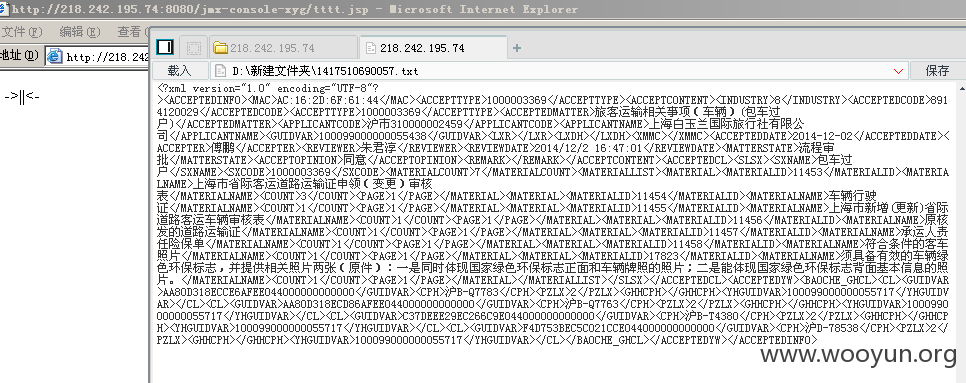 http://218.242.195.74:8080/jmx-console-xyg/tttt.jsp - Microsoft Internet Explorer
文件(F) 编辑(E) 查看
地址(D) http://218.242
218.242.195.74 218.242.195.74 +
载入 D:\新建文件夹\1417510690057.txt 保存
->||<-
<?xml version="1.0" encoding="UTF-8"?
><ACCEPTEDINFO><MAC>AC:16:2D:6F:61:44</MAC><ACCEPTTYPE>1000003369</ACCEPTTYPE><ACCEPTCONTENT><INDUSTRY>8</INDUSTRY><ACCEPTEDCODE>891
4120029</ACCEPTEDCODE><ACCEPTTYPE>1000003369</ACCEPTTYPE><ACCEPTEDMATTER>旅客运输相关事项(车辆)(包车过
户)</ACCEPTEDMATTER><APPLICANTCODE>沪市310000002459</APPLICANTCODE><APPLICANTNAME>上海白玉兰国际旅行社有限公
司</APPLICANTNAME><GUIDVAR>1000990000000055438</GUIDVAR><LXR></LXR><LXDH></LXDH><XMMC></XMMC><ACCEPTEDDATE>2014-12-02</ACCEPTEDDATE><
ACCEPTER>傅鹏</ACCEPTER><REVIEWER>朱君淳</REVIEWER><REVIEWDATE>2014/12/2 16:47:01</REVIEWDATE><MATTERSTATE>流程审
批</MATTERSTATE><ACCEPTOPINION>同意</ACCEPTOPINION><REMARK></REMARK></ACCEPTCONTENT><ACCEPTEDCL><SLSX><SXNAME>包车过
户</SXNAME><SXCODE>1000003369</SXCODE><MATERIALCOUNT>7</MATERIALCOUNT><MATERIALLIST><MATERIAL><MATERIALID>11453</MATERIALID><MATERI
ALNAME>上海市省际客运道路运输证申领(变更)审核
表</MATERIALNAME><COUNT>3</COUNT><PAGE>1</PAGE></MATERIAL><MATERIAL><MATERIALID>11454</MATERIALID><MATERIALNAME>车辆行驶
证</MATERIALNAME><COUNT>1</COUNT><PAGE>1</PAGE></MATERIAL><MATERIAL><MATERIALID>11455</MATERIALID><MATERIALNAME>上海市新增(更新)省际
道路客运车辆审核表</MATERIALNAME><COUNT>1</COUNT><PAGE>1</PAGE></MATERIAL><MATERIAL><MATERIALID>11456</MATERIALID><MATERIALNAME>原核
发的道路运输证</MATERIALNAME><COUNT>1</COUNT><PAGE>1</PAGE></MATERIAL><MATERIAL><MATERIALID>11457</MATERIALID><MATERIALNAME>承运人责
任险保单</MATERIALNAME><COUNT>1</COUNT><PAGE>1</PAGE></MATERIAL><MATERIAL><MATERIALID>11458</MATERIALID><MATERIALNAME>符合条件的客车
照片</MATERIALNAME><COUNT>1</COUNT><PAGE>1</PAGE></MATERIAL><MATERIAL><MATERIALID>17823</MATERIALID><MATERIALNAME>须具备有效的车辆绿
色环保标志,并提供相关照片两张(原件):一是同时体现国家绿色环保标志正面和车辆牌照的照片;二是能体现国家绿色环保标志背面基本信息的照
片。</MATERIALNAME><COUNT>1</COUNT><PAGE>1</PAGE></MATERIAL></MATERIALLIST></SLSX></ACCEPTEDCL><ACCEPTEDYW><BAOCHE_GHCL><CL><GUIDVAR
>AA80D318ECCE6AFEE044000000000000</GUIDVAR><CPH>沪B-Q7783</CPH><PZLX>2</PZLX><GHHCPH></GHHCPH><YHGUIDVAR>1000990000000055717</YHGUID
VAR></CL><CL><GUIDVAR>AA80D318ECD86AFEE044000000000000</GUIDVAR><CPH>沪B-Q7763</CPH><PZLX>2</PZLX><GHHCPH></GHHCPH><YHGUIDVAR>10009990
0000055717</YHGUIDVAR></CL><CL><GUIDVAR>C37DEEE29EC266C9E044000000000000</GUIDVAR><CPH>沪B-T4380</CPH><PZLX>2</PZLX><GHHCPH></GHHCPH
><YHGUIDVAR>1000990000000055717</YHGUIDVAR></CL><CL><GUIDVAR>F4D753BEC5C021CCE044000000000000</GUIDVAR><CPH>沪D-78538</CPH><PZLX>2</
PZLX><GHHCPH></GHHCPH><YHGUIDVAR>1000990000000055717</YHGUIDVAR></CL></BAOCHE_GHCL></ACCEPTEDYW></ACCEPTEDINFO>
www.wooyun.org